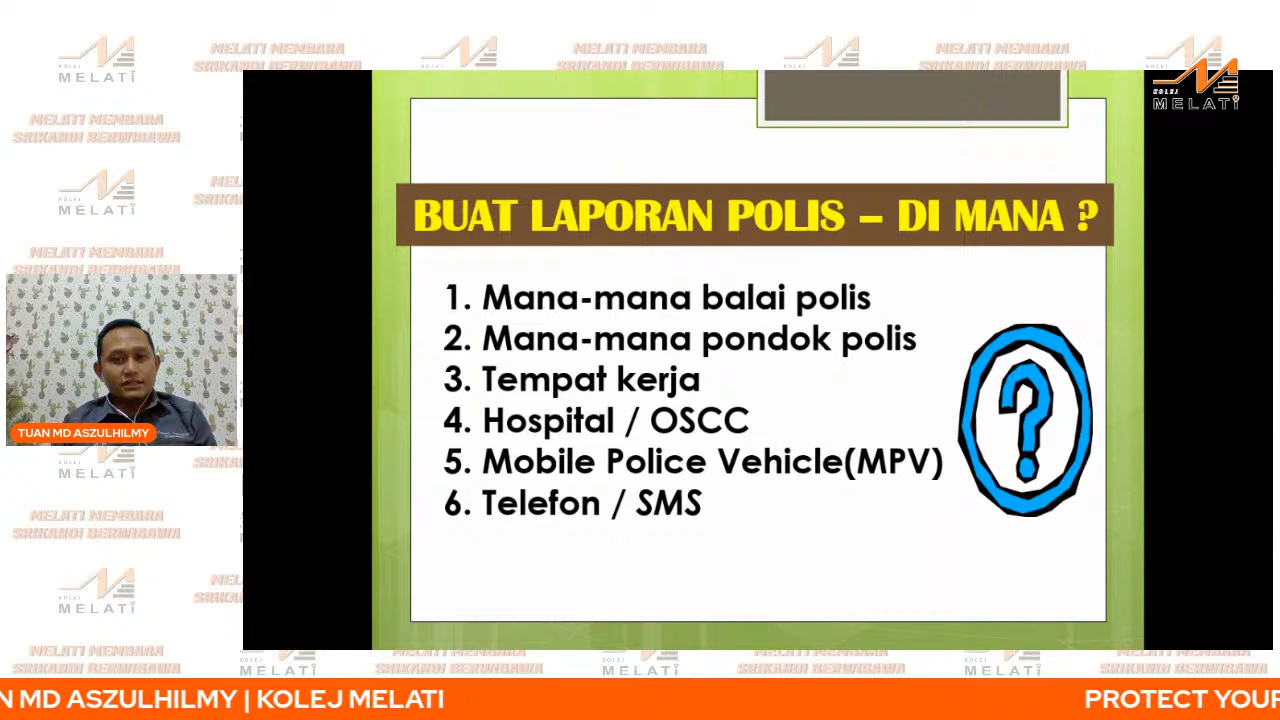 MELATI MEMBARA
SRIKANDI BERWIBAWA
KOLEJ
MELATI
BUAT LAPORAN POLIS – DI MANA ?
1. Mana-mana balai polis
2. Mana-mana pondok polis
3. Tempat kerja
4. Hospital / OSCC
5. Mobile Police Vehicle(MPV)
6. Telefon / SMS
TUAN MD ASZULHILMY
N MD ASZULHILMY | KOLEJ MELATI
PROTECT YOUR